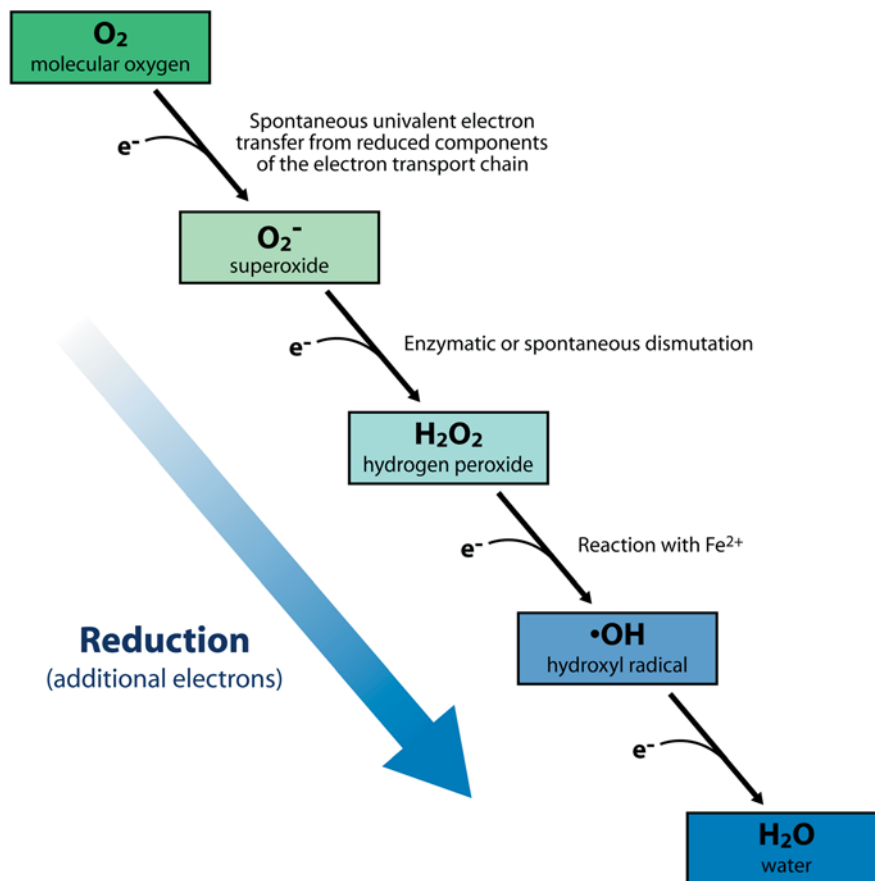 O₂
molecular oxygen
e⁻
Spontaneous univalent electron
transfer from reduced components
of the electron transport chain
O₂⁻
superoxide
e⁻
Enzymatic or spontaneous dismutation
H₂O₂
hydrogen peroxide
e⁻
Reaction with Fe²⁺
•OH
hydroxyl radical
Reduction
(additional electrons)
e⁻
H₂O
water